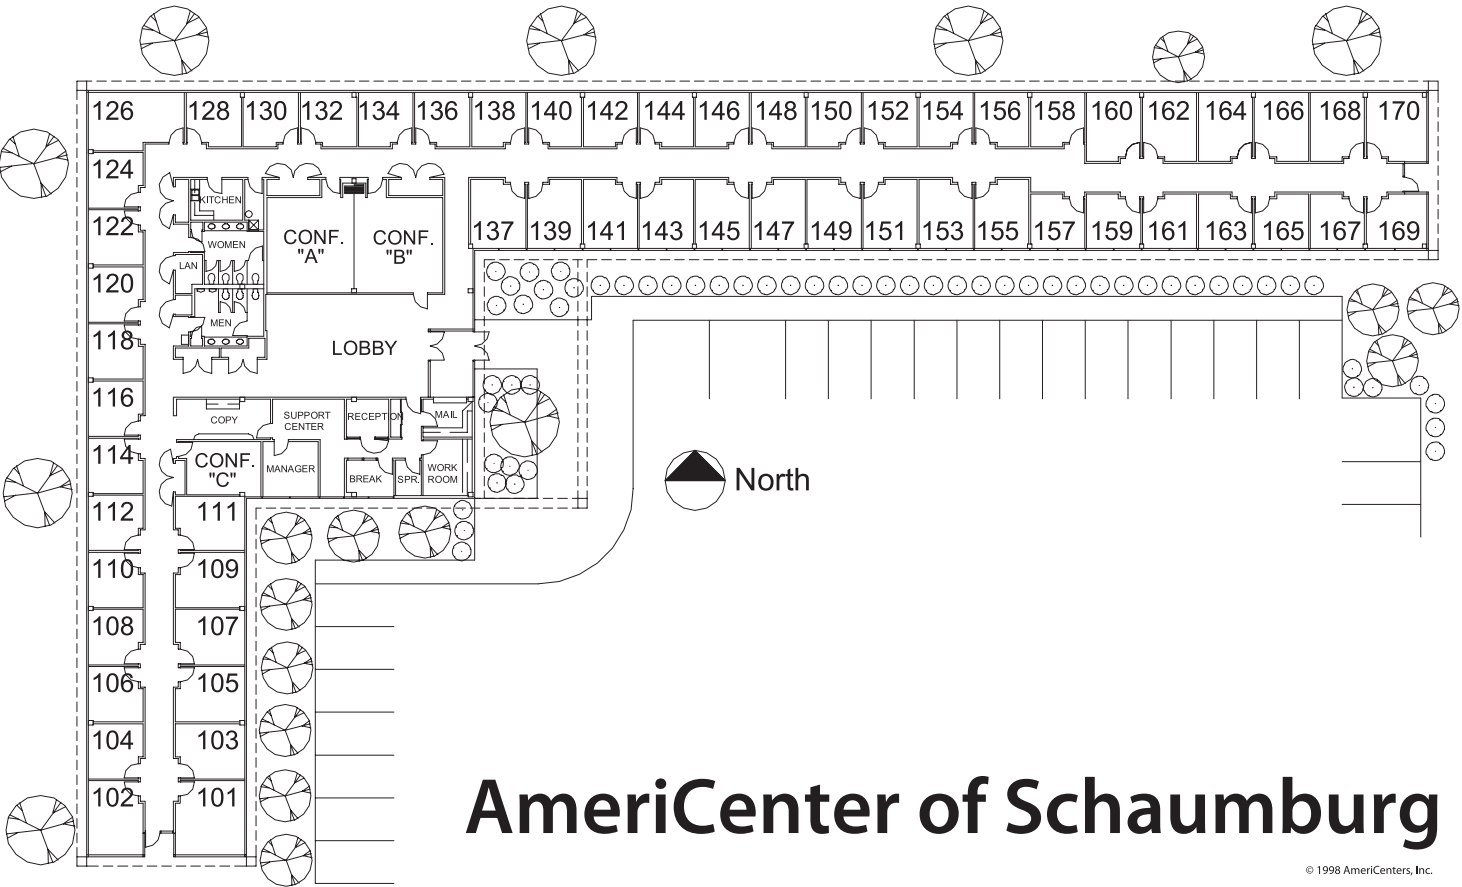 126 128 130 132 134 136 138 140 142 144 146 148 150 152 154 156 158 160 162 164 166 168 170
124
KITCHEN
122
137 139 141 143 145 147 149 151 153 155 157 159 161 163 165 167 169
CONF.
"A"
CONF.
"B"
WOMEN
LAN
120
MEN
118
LOBBY
116
COPY
SUPPORT
CENTER
RECEPTION
MAIL
114
CONF.
"C"
MANAGER
BREAK
SPR.
WORK
ROOM
North
112 111
110 109
108 107
106 105
104 103
102 101
AmeriCenter of Schaumburg
© 1998 AmeriCenters, Inc.